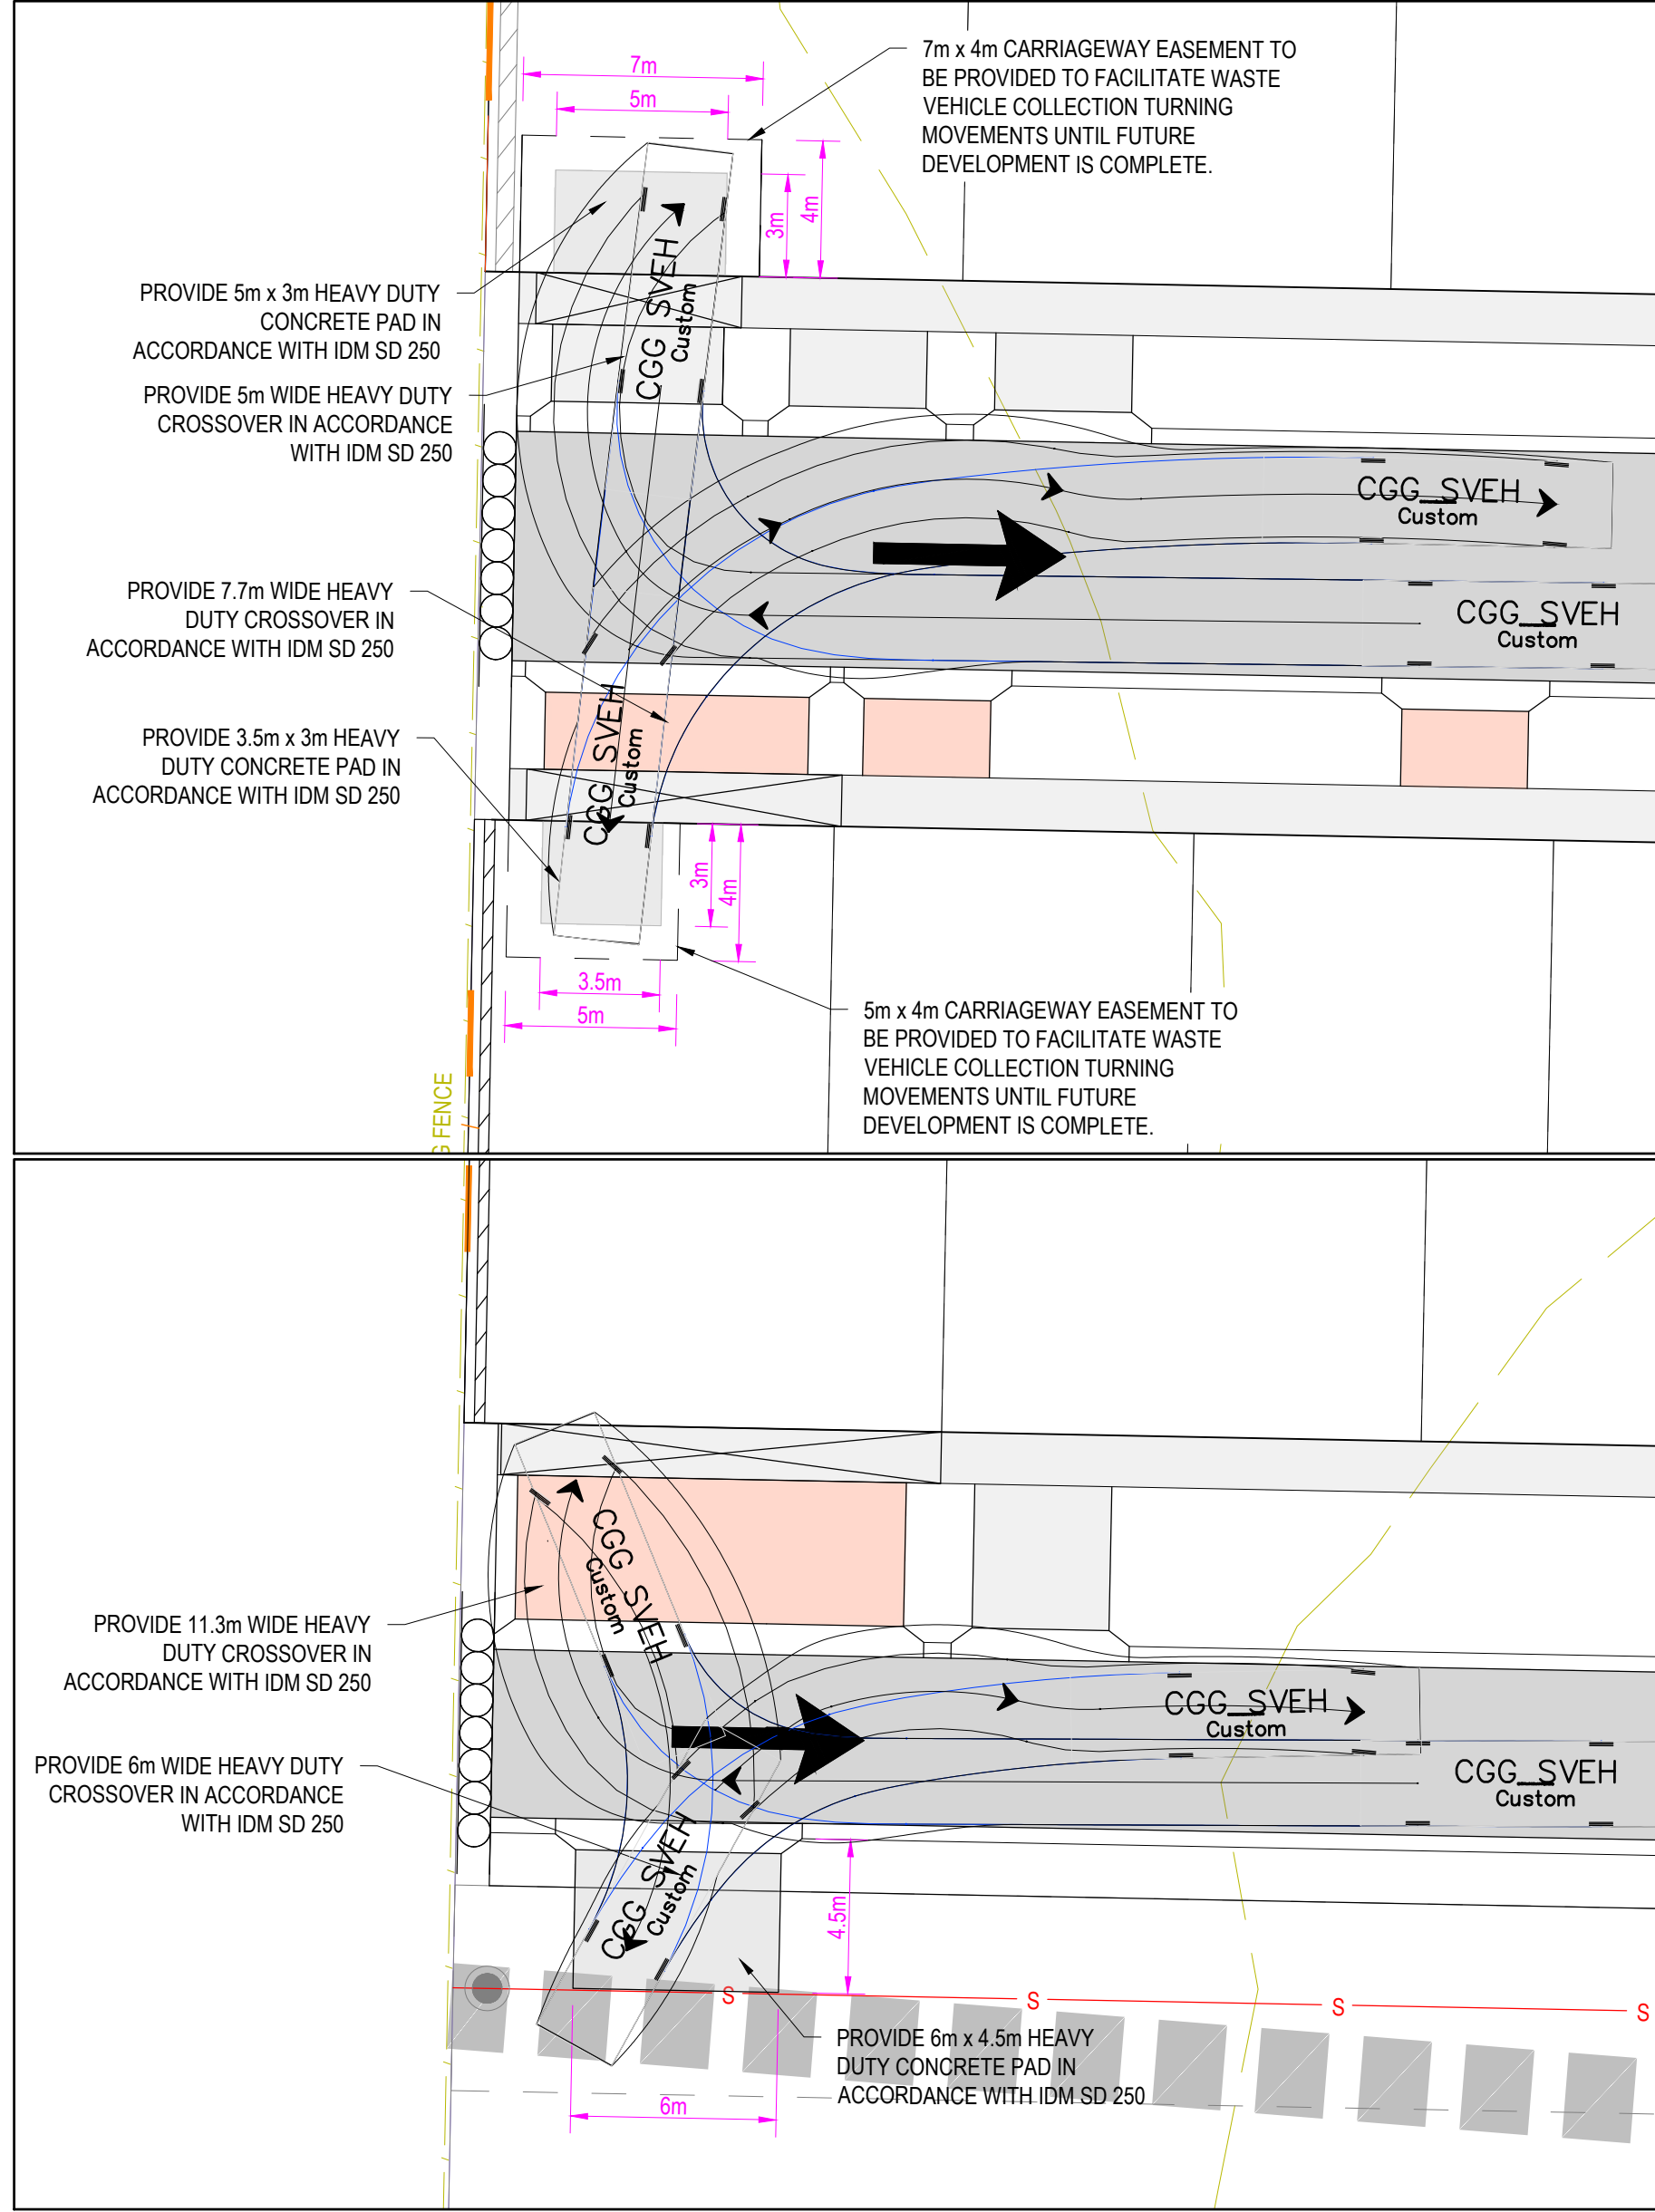 7m
5m
7m x 4m CARRIAGEWAY EASEMENT TO
BE PROVIDED TO FACILITATE WASTE
VEHICLE COLLECTION TURNING
MOVEMENTS UNTIL FUTURE
DEVELOPMENT IS COMPLETE.
3m
4m
PROVIDE 5m x 3m HEAVY DUTY
CONCRETE PAD IN
ACCORDANCE WITH IDM SD 250
PROVIDE 5m WIDE HEAVY DUTY
CROSSOVER IN ACCORDANCE
WITH IDM SD 250
CGG_SVEH
Custom
CGG_SVEH
Custom
CGG_SVEH
Custom
PROVIDE 7.7m WIDE HEAVY
DUTY CROSSOVER IN
ACCORDANCE WITH IDM SD 250
PROVIDE 3.5m x 3m HEAVY
DUTY CONCRETE PAD IN
ACCORDANCE WITH IDM SD 250
CGG_SVEH
Custom
3m
4m
3.5m
5m
5m x 4m CARRIAGEWAY EASEMENT TO
BE PROVIDED TO FACILITATE WASTE
VEHICLE COLLECTION TURNING
MOVEMENTS UNTIL FUTURE
DEVELOPMENT IS COMPLETE.
FENCE
CGG_SVEH
Custom
PROVIDE 11.3m WIDE HEAVY
DUTY CROSSOVER IN
ACCORDANCE WITH IDM SD 250
CGG_SVEH
Custom
CGG_SVEH
Custom
PROVIDE 6m WIDE HEAVY DUTY
CROSSOVER IN ACCORDANCE
WITH IDM SD 250
CGG_SVEH
Custom
4.5m
S
S
S
S
PROVIDE 6m x 4.5m HEAVY
DUTY CONCRETE PAD IN
ACCORDANCE WITH IDM SD 250
6m